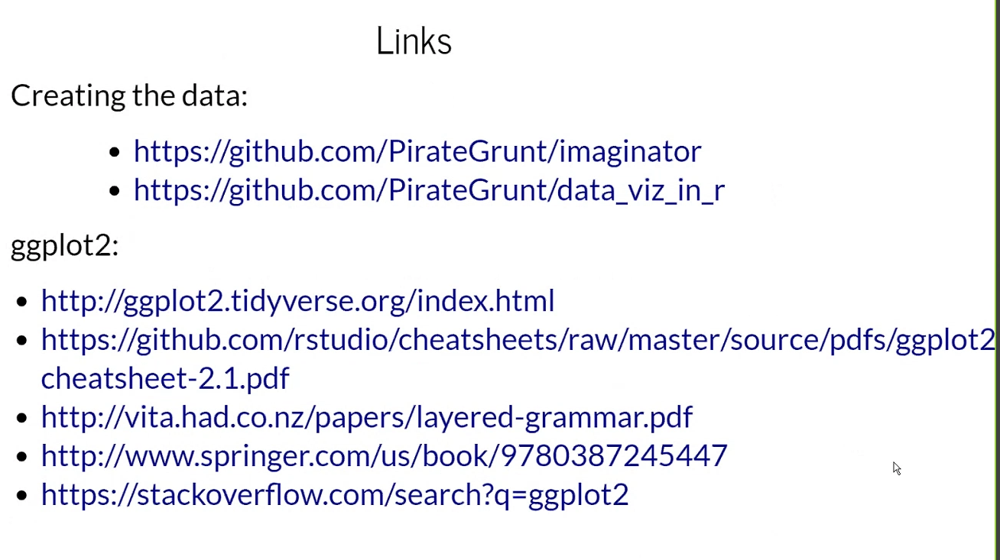 Links
Creating the data:
https://github.com/PirateGrunt/imaginator
https://github.com/PirateGrunt/data_viz_in_r
ggplot2:
http://ggplot2.tidyverse.org/index.html
https://github.com/rstudio/cheatsheets/raw/master/source/pdfs/ggplot2
cheatsheet-2.1.pdf
http://vita.had.co.nz/papers/layered-grammar.pdf
http://www.springer.com/us/book/9780387245447
https://stackoverflow.com/search?q=ggplot2